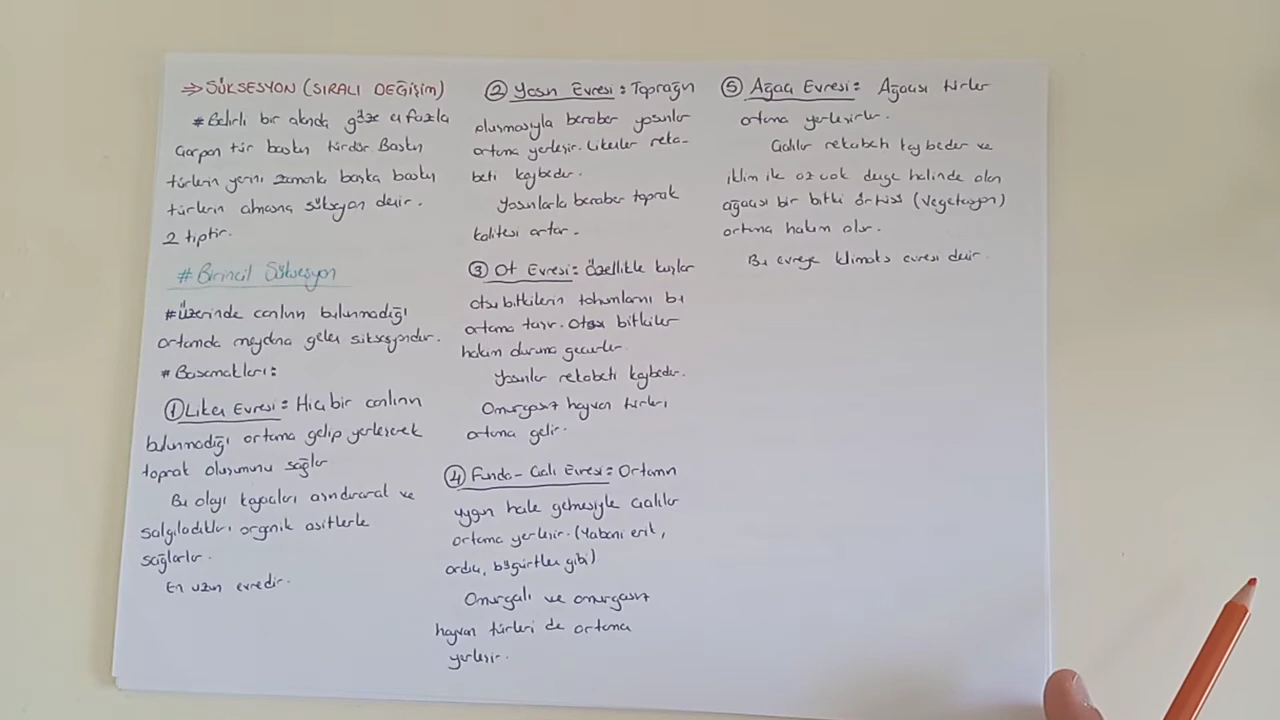 ⇒ SÜKSESYON (SIRALI DEĞİŞİM)
# Belirli bir alanda göze en fazla
çarpan tür baskın türdür. Baskın
türlerin yerini zamanla başka baskın
türlerin almasına süksesyon denir.
2 tiptir.
# Birincil Süksesyon
# Üzerinde canlının bulunmadığı
ortamda meydana gelen süksesyondur.
# Basamakları:
① Liken Evresi: Hiçbir canlının
bulunmadığı ortama gelip yerleşerek
toprak oluşumunu sağlar
Bu olayı kayaları aşındırarak ve
salgıladıkları organik asitlerle
sağlarlar.
En uzun evredir.
② Yosun Evresi: Toprağın
oluşmasıyla beraber yosunlar
ortama yerleşir. Likenler reka-
beti kaybeder.
Yosunlarla beraber toprak
kalitesi artar.
③ Ot Evresi: Özellikle kuşlar
otsu bitkilerin tohumlarını bu
ortama taşır. Otsu bitkiler
hakim duruma geçerler.
Yosunlar rekabeti kaybeder.
Omurgasız hayvan türleri
ortama gelir.
④ Funda-Çalı Evresi: Ortamın
uygun hale gelmesiyle çalılar
ortama yerleşir. (Yabani erik,
ardıç, böğürtlen gibi)
Omurgalı ve omurgasız
hayvan türleri de ortama
yerleşir.
⑤ Ağaç Evresi: Ağaçsı türler
ortama yerleşirler.
Çalılar rekabeti kaybeder ve
iklim ile az çok denge halinde olan
ağaçsı bir bitki örtüsü (Vegetasyon)
ortama hakim olur.
Bu evreye klimaks evresi denir.